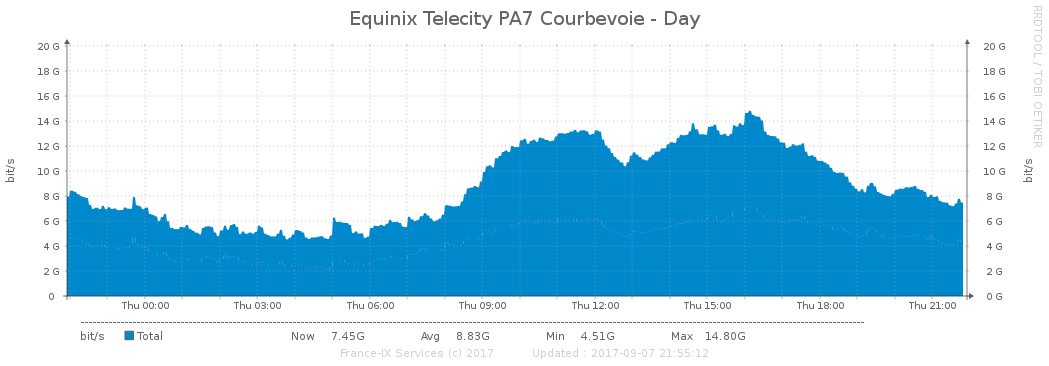 Equinix Telecity PA7 Courbevoie - Day
RRDTOOL / TOBI OETIKER
20 G 20 G
18 G 18 G
16 G 16 G
14 G 14 G
12 G 12 G
10 G 10 G
8 G 8 G
6 G 6 G
4 G 4 G
2 G 2 G
0 0 G
bit/s
bit/s
Thu 00:00 Thu 03:00 Thu 06:00 Thu 09:00 Thu 12:00 Thu 15:00 Thu 18:00 Thu 21:00
bit/s Total Now 7.45G Avg 8.83G Min 4.51G Max 14.80G
France-IX Services (c) 2017 Updated : 2017-09-07 21:55:12